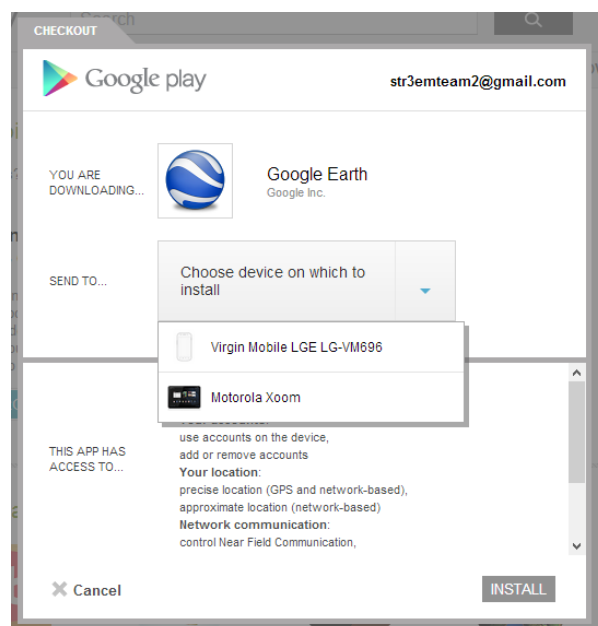 Search
CHECKOUT
Google play
str3emteam2@gmail.com
YOU ARE
DOWNLOADING...
Google Earth
Google Inc.
SEND TO...
Choose device on which to
install
Virgin Mobile LGE LG-VM696
Motorola Xoom
THIS APP HAS
ACCESS TO...
Your accounts:
use accounts on the device,
add or remove accounts
Your location:
precise location (GPS and network-based),
approximate location (network-based)
Network communication:
control Near Field Communication,
Cancel
INSTALL